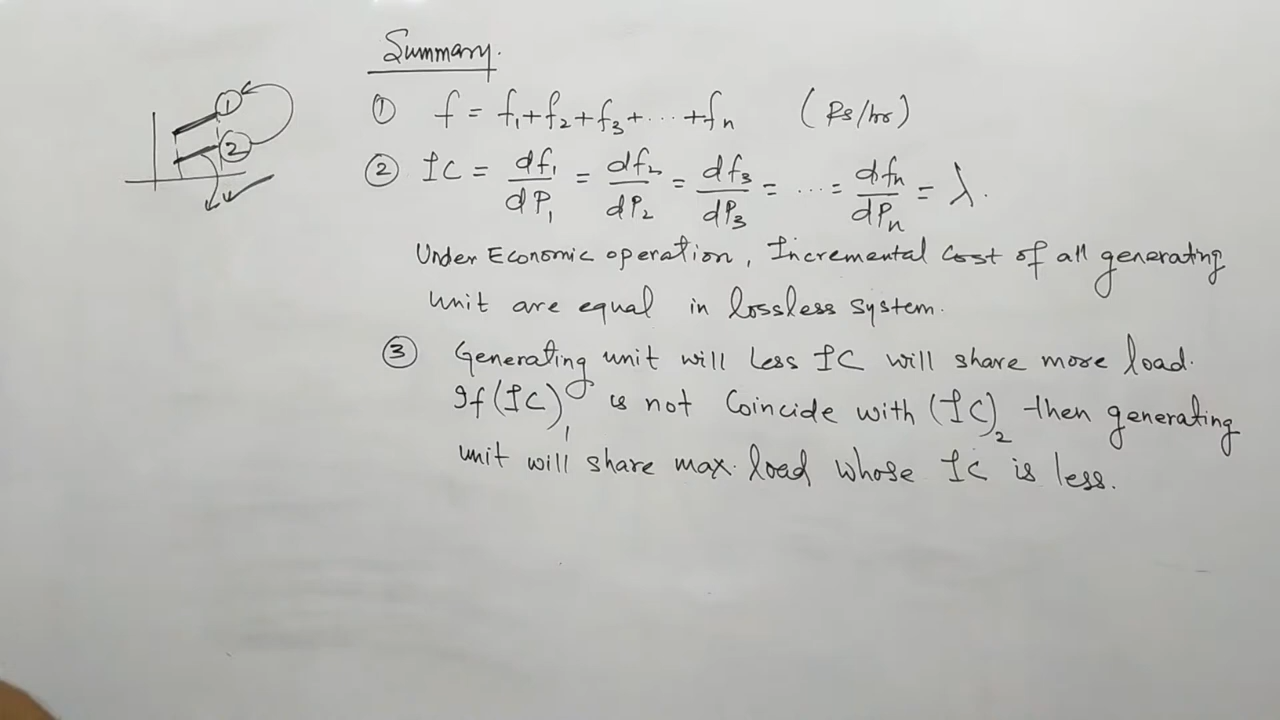 Summary.
① f = f₁+f₂+f₃+...+fn (Rs/hr)
② IC = df₁/dP₁ = df₂/dP₂ = df₃/dP₃ = ... = dfn/dPn = λ.
Under Economic operation, Incremental Cost of all generating
unit are equal in lossless system.
③ Generating unit will less IC will share more load.
If (IC)₁ is not Coincide with (IC)₂ then generating
unit will share max. load whose IC is less.
①
②